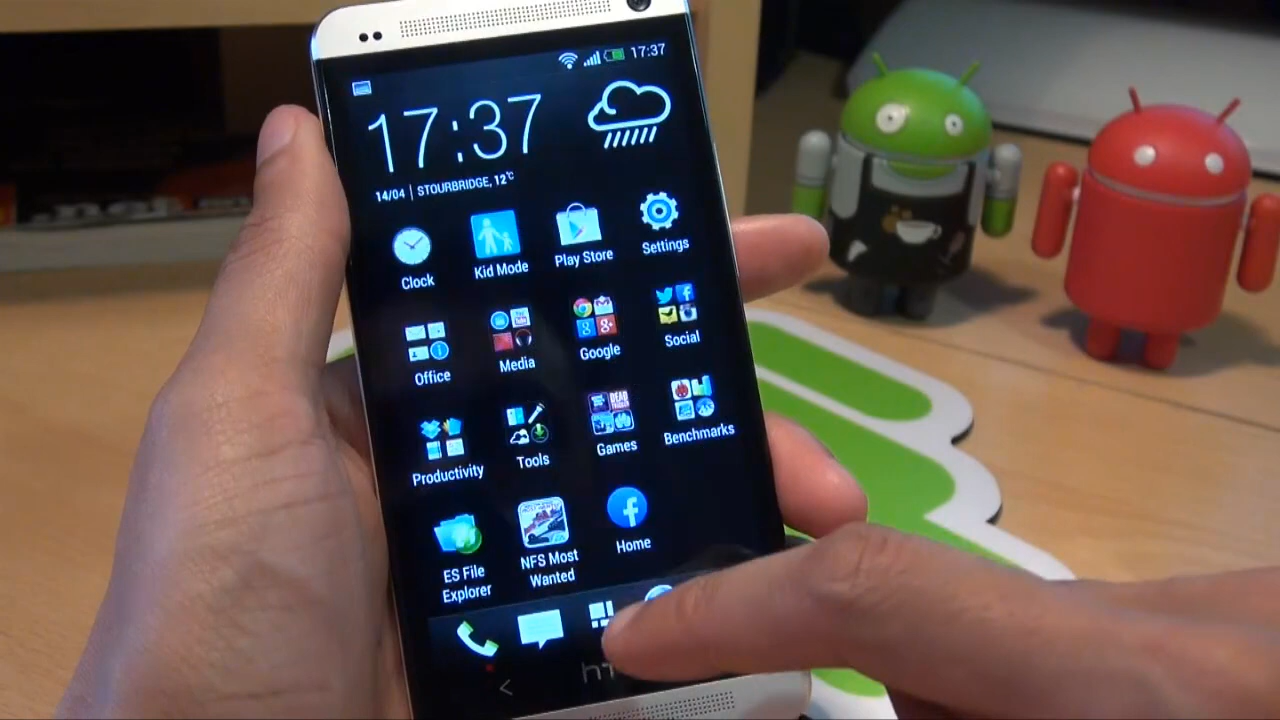 17:37
17:37
14/04 | STOURBRIDGE, 12°C
Clock
Kid Mode
Play Store
Settings
Office
Media
Google
Social
Productivity
Tools
Games
Benchmarks
ES File
Explorer
NFS Most
Wanted
Home